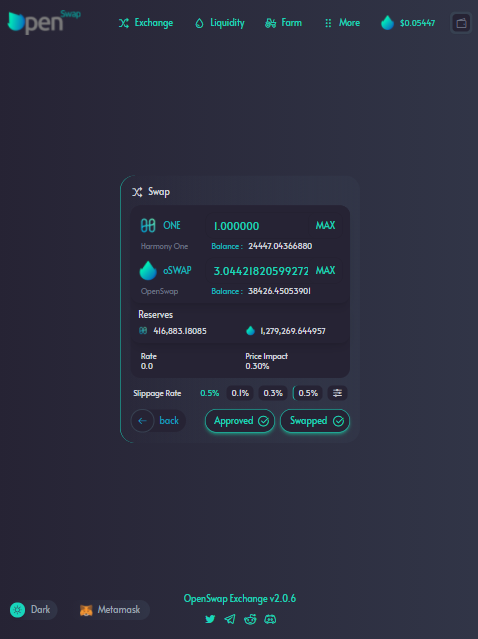 OpenSwap
Exchange
Liquidity
Farm
More
$0.05447
Swap
ONE
1.000000
MAX
Harmony One
Balance : 24447.04366880
oSWAP
3.04421820599272
MAX
OpenSwap
Balance : 38426.45053901
Reserves
416,883.18085
1,279,269.644957
Rate
Price Impact
0.0
0.30%
Slippage Rate
0.5%
0.1%
0.3%
0.5%
back
Approved
Swapped
OpenSwap Exchange v2.0.6
Dark
Metamask